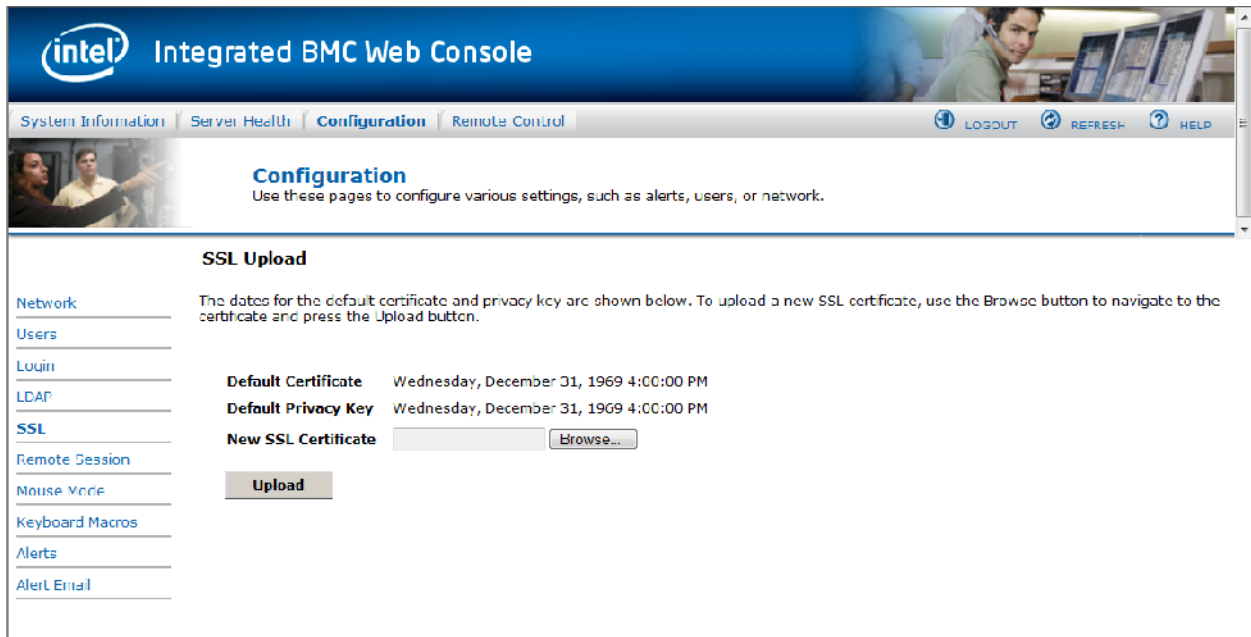 intel Integrated BMC Web Console
System Information Server Health Configuration Remote Control LOGOUT REFRESH HELP
Configuration
Use these pages to configure various settings, such as alerts, users, or network.
SSL Upload
The dates for the default certificate and privacy key are shown below. To upload a new SSL certificate, use the Browse button to navigate to the
certificate and press the Upload button.
Network
Users
Login
LDAP
SSL
Remote Session
Mouse Mode
Keyboard Macros
Alerts
Alert Email
Default Certificate Wednesday, December 31, 1969 4:00:00 PM
Default Privacy Key Wednesday, December 31, 1969 4:00:00 PM
New SSL Certificate Browse...
Upload